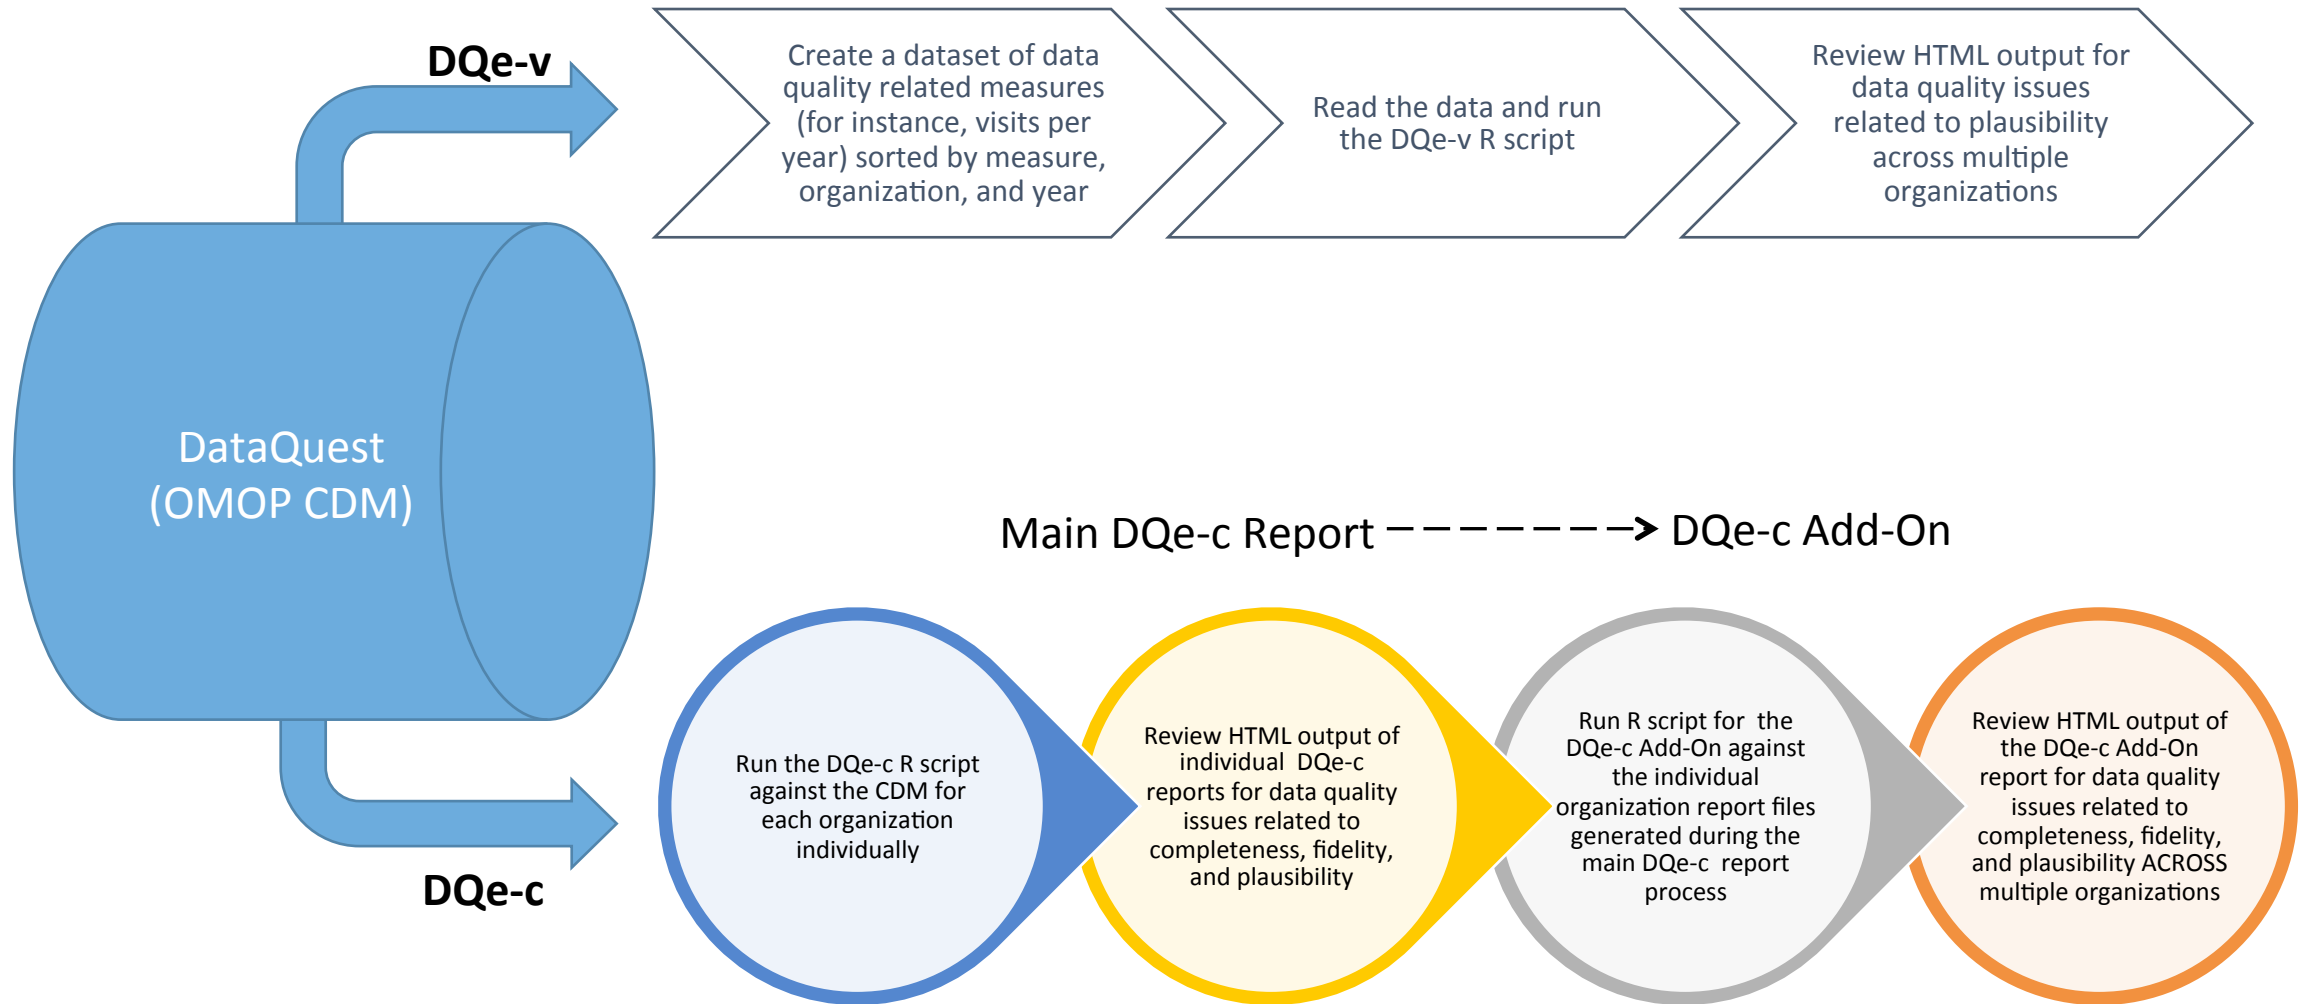 DQe-v
Create a dataset of data
quality related measures
(for instance, visits per
year) sorted by measure,
organization, and year
Read the data and run
the DQe-v R script
Review HTML output for
data quality issues
related to plausibility
across multiple
organizations
DataQuest
(OMOP CDM)
Main DQe-c Report
DQe-c Add-On
DQe-c
Run the DQe-c R script
against the CDM for
each organization
individually
Review HTML output of
individual DQe-c
reports for data quality
issues related to
completeness, fidelity,
and plausibility
Run R script for the
DQe-c Add-On against
the individual
organization report files
generated during the
main DQe-c report
process
Review HTML output of
the DQe-c Add-On
report for data quality
issues related to
completeness, fidelity,
and plausibility ACROSS
multiple organizations